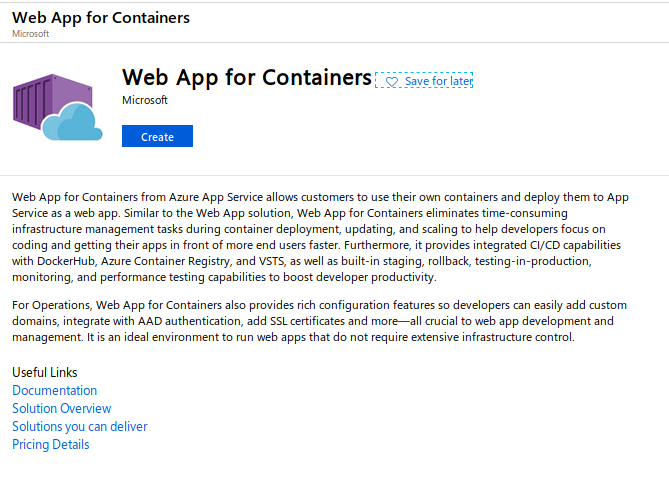 Web App for Containers
Microsoft
Web App for Containers
Save for later
Microsoft
Create
Web App for Containers from Azure App Service allows customers to use their own containers and deploy them to App
Service as a web app. Similar to the Web App solution, Web App for Containers eliminates time-consuming
infrastructure management tasks during container deployment, updating, and scaling to help developers focus on
coding and getting their apps in front of more end users faster. Furthermore, it provides integrated CI/CD capabilities
with DockerHub, Azure Container Registry, and VSTS, as well as built-in staging, rollback, testing-in-production,
monitoring, and performance testing capabilities to boost developer productivity.
For Operations, Web App for Containers also provides rich configuration features so developers can easily add custom
domains, integrate with AAD authentication, add SSL certificates and more—all crucial to web app development and
management. It is an ideal environment to run web apps that do not require extensive infrastructure control.
Useful Links
Documentation
Solution Overview
Solutions you can deliver
Pricing Details